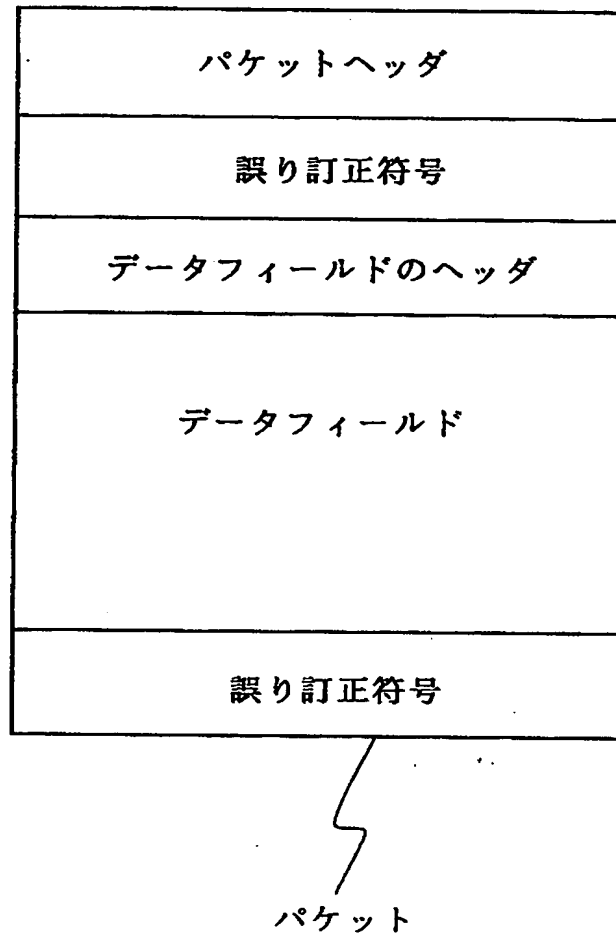 パケットヘッダ
誤り訂正符号
データフィールドのヘッダ
データフィールド
誤り訂正符号
パケット